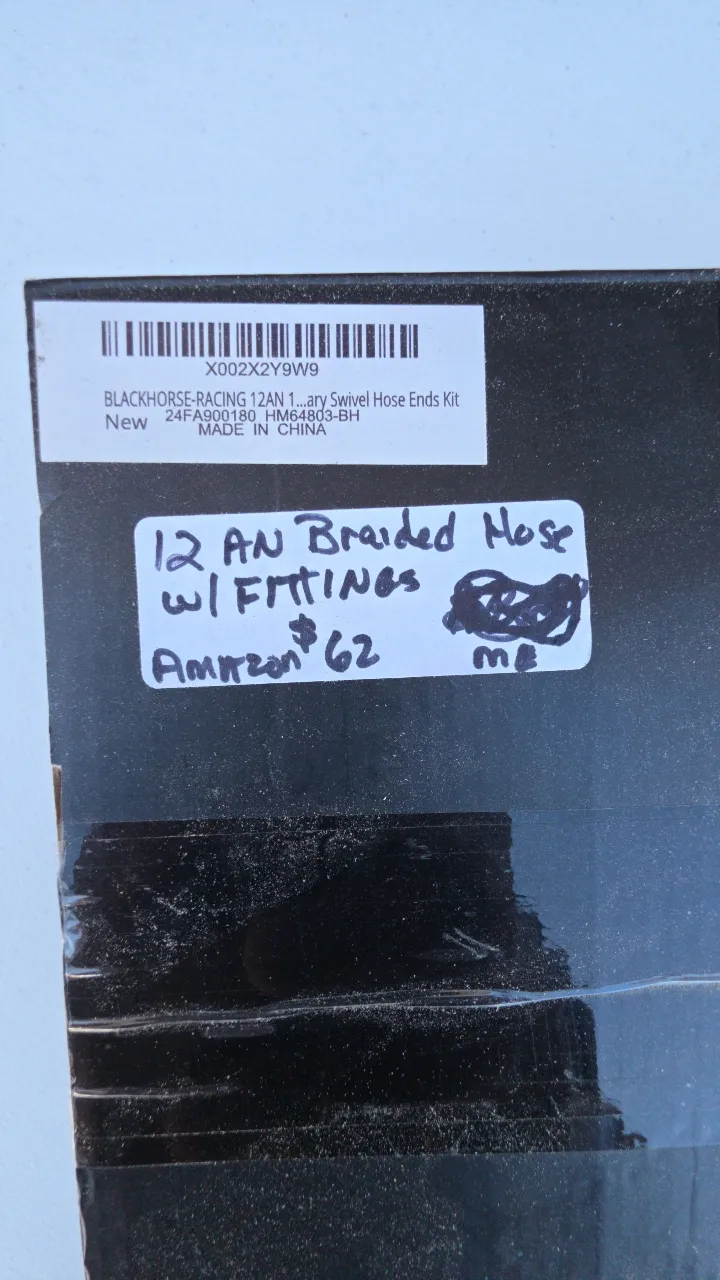 X002X2Y9W9
BLACKHORSE-RACING 12AN 1...ary Swivel Hose Ends Kit
New 24FA900180 HM64803-BH
MADE IN CHINA
12 AN Braided Hose
w/ FITTINGS
Amazon $62 ME